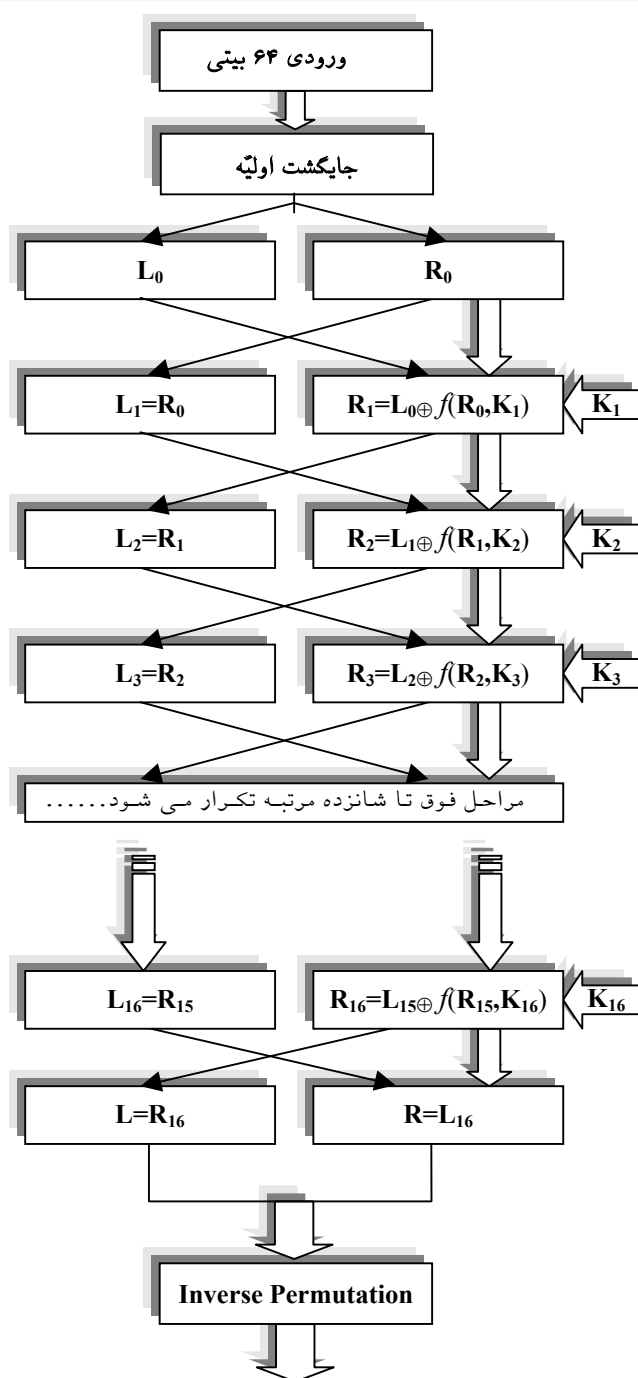 ورودی ۶۴ بیتی
جایگشت اولیّه
L₀ R₀
L₁=R₀ R₁=L₀⊕f(R₀,K₁) K₁
L₂=R₁ R₂=L₁⊕f(R₁,K₂) K₂
L₃=R₂ R₃=L₂⊕f(R₂,K₃) K₃
مراحل فوق تا شانزده مرتبه تکرار می شود......
L₁₆=R₁₅ R₁₆=L₁₅⊕f(R₁₅,K₁₆) K₁₆
L=R₁₆ R=L₁₆
Inverse Permutation